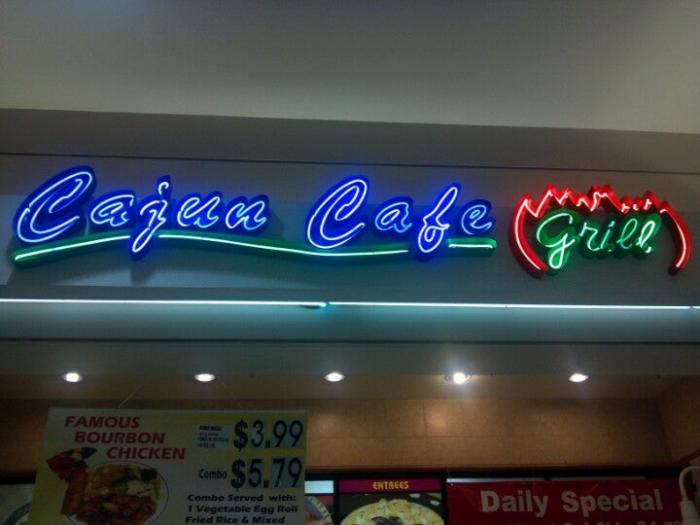 Cajun Cafe Grill
FAMOUS
BOURBON
CHICKEN
$3.99
Combo $5.79
Combo Served with:
1 Vegetable Egg Roll
Fried Rice & Mixed
ENTREES
Daily Special